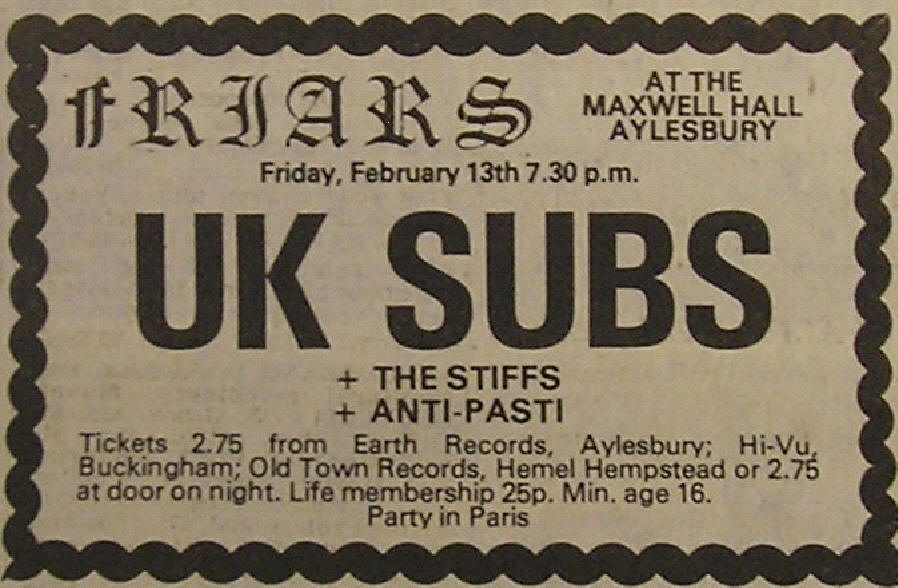 fRIARS
AT THE
MAXWELL HALL
AYLESBURY
Friday, February 13th 7.30 p.m.
UK SUBS
+ THE STIFFS
+ ANTI-PASTI
Tickets 2.75 from Earth Records, Aylesbury; Hi-Vu,
Buckingham; Old Town Records, Hemel Hempstead or 2.75
at door on night. Life membership 25p. Min. age 16.
Party in Paris